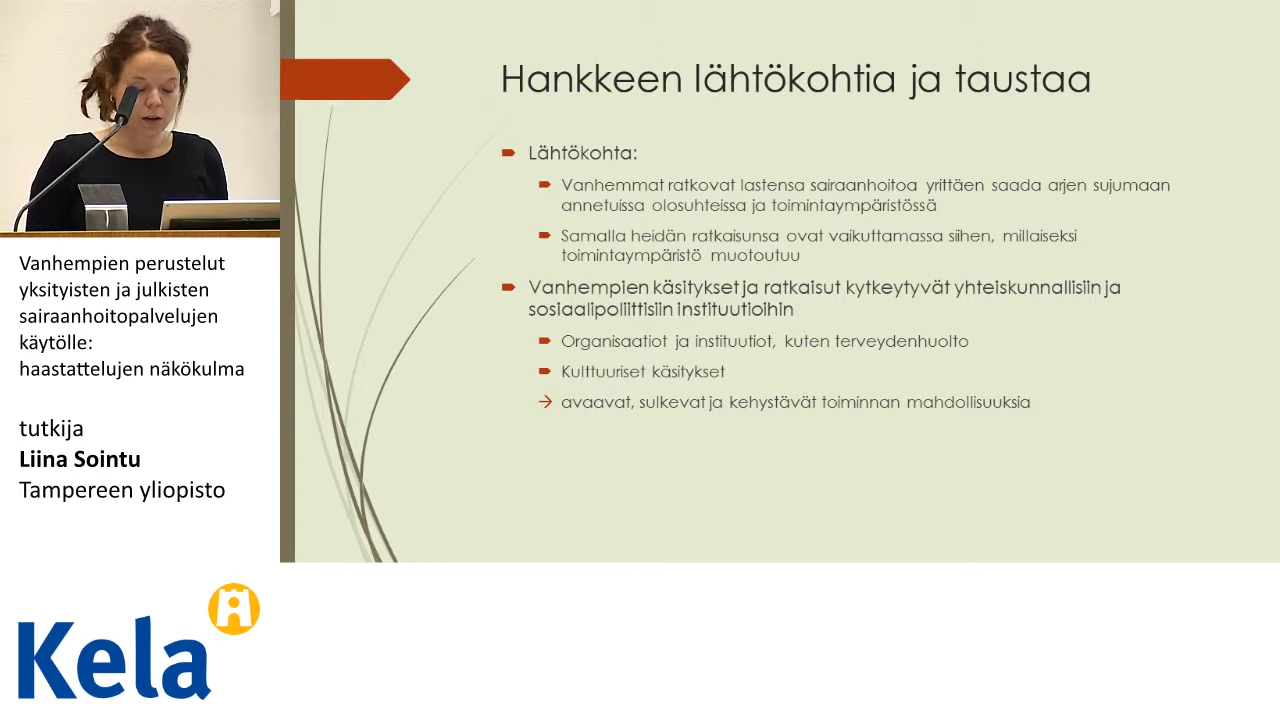 Hankkeen lähtökohtia ja taustaa
Lähtökohta:
Vanhemmat ratkovat lastensa sairaanhoitoa yrittäen saada arjen sujumaan
annetuissa olosuhteissa ja toimintaympäristössä
Samalla heidän ratkaisunsa ovat vaikuttamassa siihen, millaiseksi
toimintaympäristö muotoutuu
Vanhempien käsitykset ja ratkaisut kytkeytyvät yhteiskunnallisiin ja
sosiaalipoliittisiin instituutioihin
Organisaatiot ja instituutiot, kuten terveydenhuolto
Kulttuuriset käsitykset
→ avaavat, sulkevat ja kehystävät toiminnan mahdollisuuksia
Vanhempien perustelut
yksityisten ja julkisten
sairaanhoitopalvelujen
käytölle:
haastattelujen näkökulma
tutkija
Liina Sointu
Tampereen yliopisto
Kela